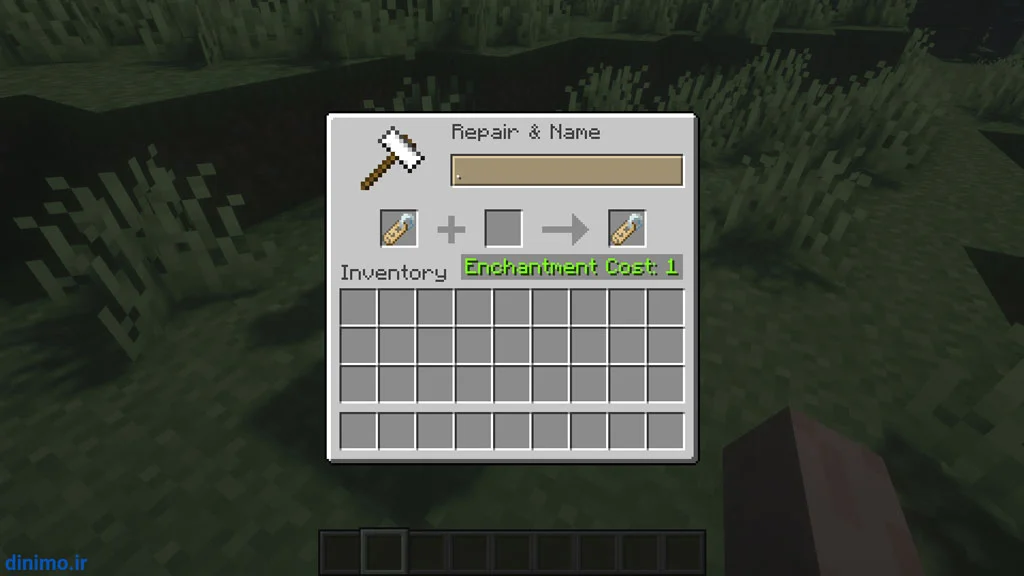 Repair & Name
.
Inventory
Enchantment Cost: 1
dinimo.ir